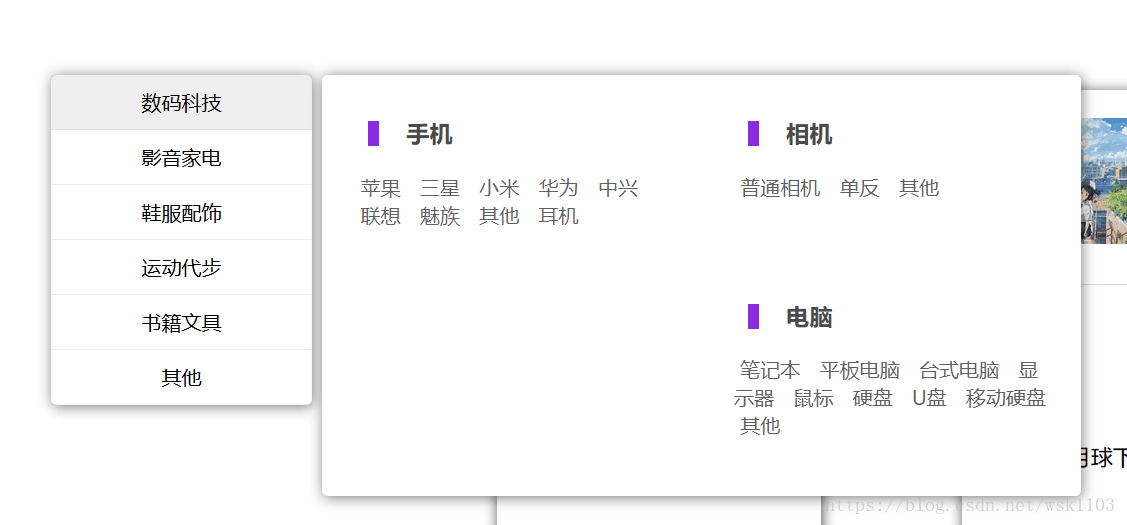 数码科技
影音家电
鞋服配饰
运动代步
书籍文具
其他
手机
苹果 三星 小米 华为 中兴
联想 魅族 其他 耳机
相机
普通相机 单反 其他
电脑
笔记本 平板电脑 台式电脑 显
示器 鼠标 硬盘 U盘 移动硬盘
其他
月球下
https://blog.csdn.net/wsk1103